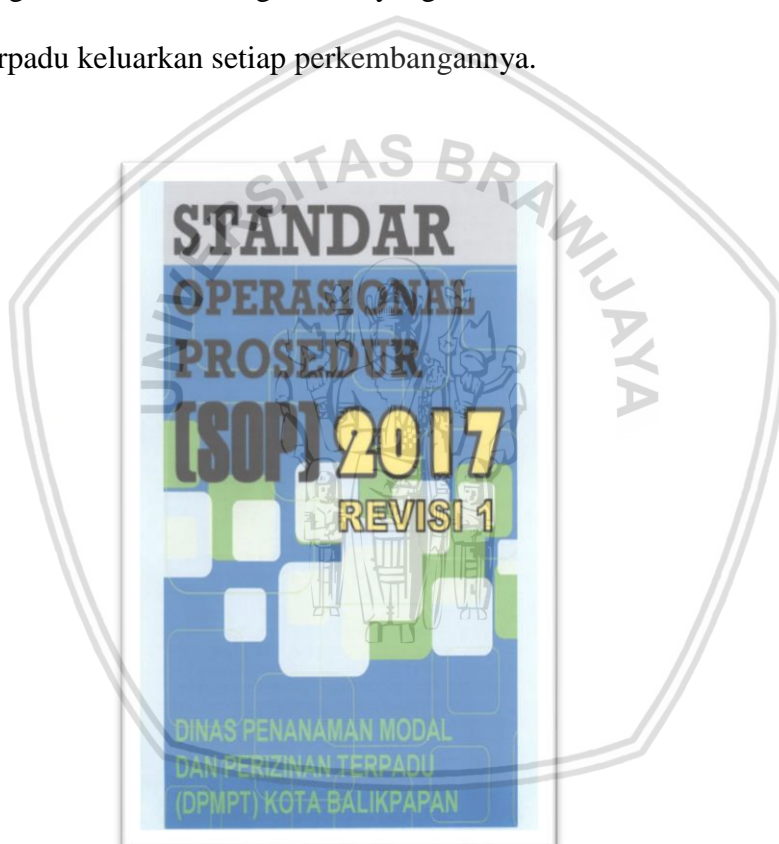 rpadu keluarkan setiap perkembangannya.
UNIVERSITAS BRAWIJAYA
STANDAR
OPERASIONAL
PROSEDUR
(SOP) 2017
REVISI 1
DINAS PENANAMAN MODAL
DAN PERIZINAN TERPADU
(DPMPT) KOTA BALIKPAPAN